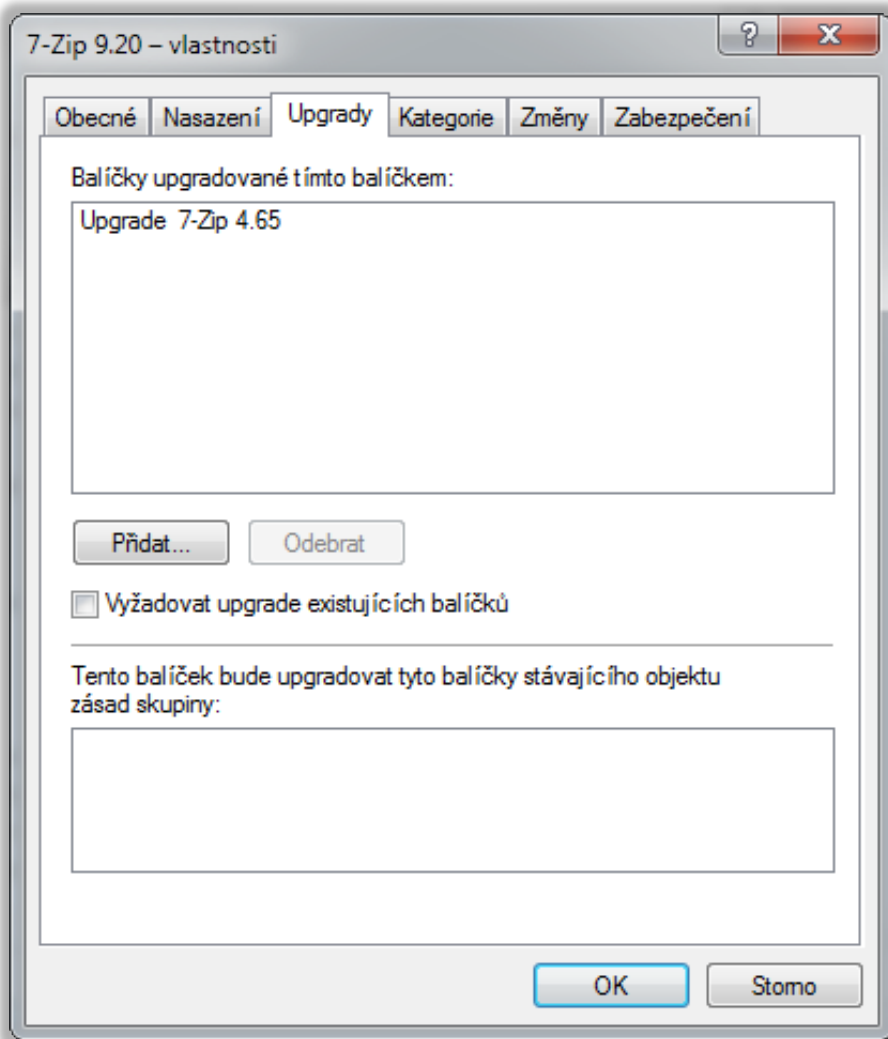 7-Zip 9.20 – vlastnosti
Obecné Nasazení Upgrady Kategorie Změny Zabezpečení
Balíčky upgradované tímto balíčkem:
Upgrade 7-Zip 4.65
Přidat... Odebrat
Vyžadovat upgrade existujících balíčků
Tento balíček bude upgradovat tyto balíčky stávajícího objektu
zásad skupiny:
OK Storno